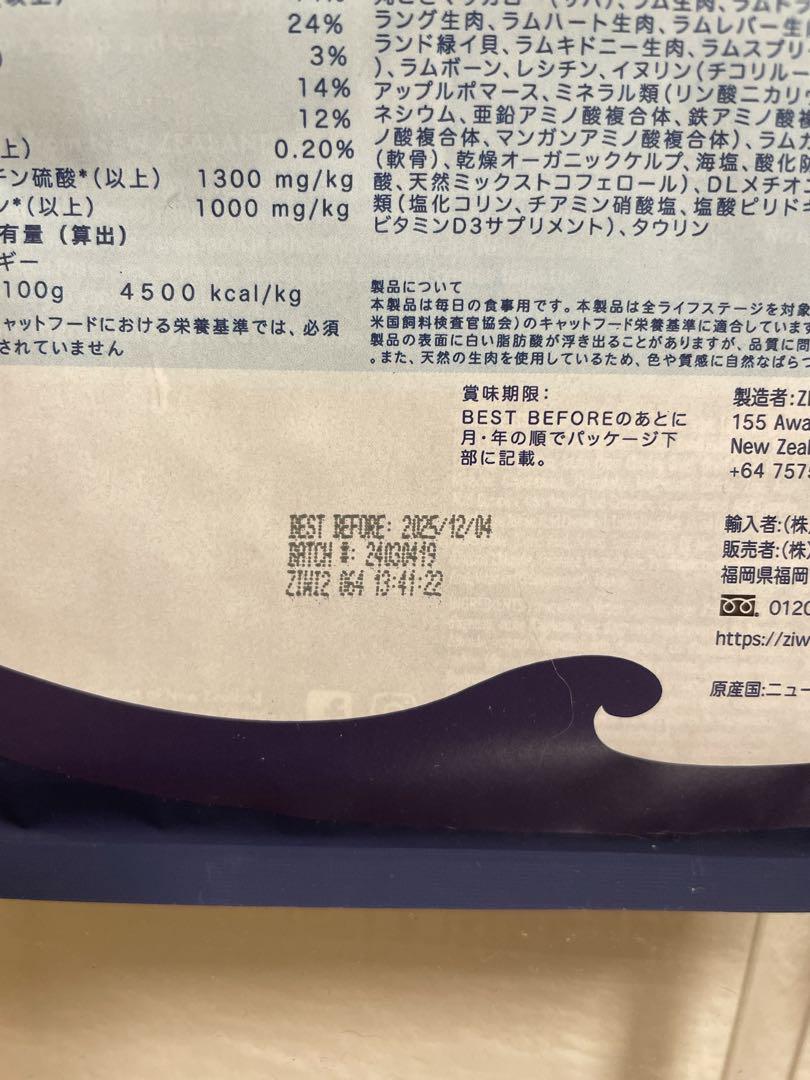 24%
3%
14%
12%
上)
0.20%
チン硫酸*(以上) 1300 mg/kg
ン*(以上) 1000 mg/kg
有量 (算出)
ギー
100g 4500 kcal/kg
ャットフードにおける栄養基準では、必須
されていません
ラング生肉、ラムハート生肉、ラムレバー生
ランド緑イ貝、ラムキドニー生肉、ラムスプリ
)、ラムボーン、レシチン、イヌリン(チコリルー
アップルポマース、ミネラル類(リン酸二カリウ
ネシウム、亜鉛アミノ酸複合体、鉄アミノ酸複
ノ酸複合体、マンガンアミノ酸複合体)、ラム
(軟骨)、乾燥オーガニックケルプ、海塩、酸化防
酸、天然ミックストコフェロール)、DLメチオ
類(塩化コリン、チアミン硝酸塩、塩酸ピリドキ
ビタミンD3サプリメント)、タウリン
製品について
本製品は毎日の食事用です。本製品は全ライフステージを対象
米国飼料検査官協会)のキャットフード栄養基準に適合しています
製品の表面に白い脂肪酸が浮き出ることがありますが、品質に問
。また、天然の生肉を使用しているため、色や質感に自然なばらつ
賞味期限:
BEST BEFOREのあとに
月・年の順でパッケージ下
部に記載。
製造者:ZI
155 Awa
New Zeal
+64 7575
BEST BEFORE: 2025/12/04
BATCH #: 24030419
ZIWI2 064 13:41:22
輸入者:(株)
販売者:(株)
福岡県福岡
0120
https://ziw
原産国:ニュー